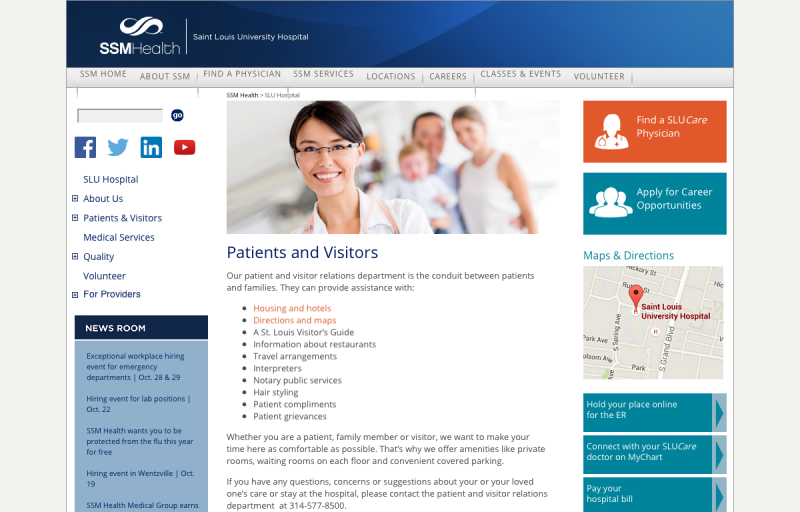 SSMHealth
Saint Louis University Hospital
SSM HOME
ABOUT SSM
FIND A PHYSICIAN
SSM SERVICES
LOCATIONS
CAREERS
CLASSES & EVENTS
VOLUNTEER
SSM Health > SLU Hospital
go
SLU Hospital
About Us
Patients & Visitors
Medical Services
Quality
Volunteer
For Providers
NEWS ROOM
Exceptional workplace hiring
event for emergency
departments | Oct. 28 & 29
Hiring event for lab positions |
Oct. 22
SSM Health wants you to be
protected from the flu this year
for free
Hiring event in Wentzville | Oct.
19
SSM Health Medical Group earns
Patients and Visitors
Our patient and visitor relations department is the conduit between patients
and families. They can provide assistance with:
Housing and hotels
Directions and maps
A St. Louis Visitor's Guide
Information about restaurants
Travel arrangements
Interpreters
Notary public services
Hair styling
Patient compliments
Patient grievances
Whether you are a patient, family member or visitor, we want to make your
time here as comfortable as possible. That's why we offer amenities like private
rooms, waiting rooms on each floor and convenient covered parking.
If you have any questions, concerns or suggestions about your or your loved
one's care or stay at the hospital, please contact the patient and visitor relations
department at 314-577-8500.
Find a SLUCare
Physician
Apply for Career
Opportunities
Maps & Directions
Hickory St
Saint Louis
University Hospital
S Spring Ave
S Grand Blvd
Park Ave
Park
H
H
Hold your place online
for the ER
Connect with your SLUCare
doctor on MyChart
Pay your
hospital bill